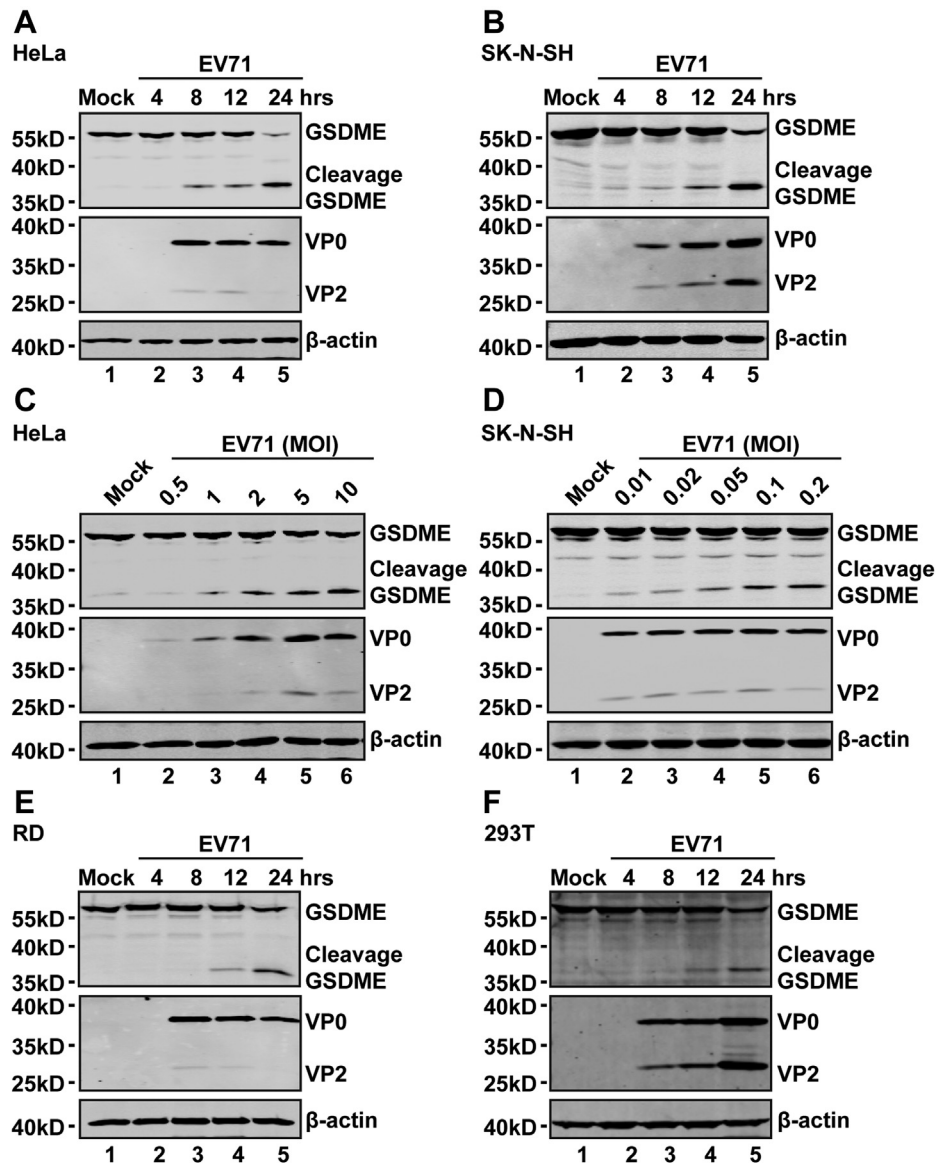 A
HeLa
EV71
Mock 4 8 12 24 hrs
55kD
GSDME
40kD
Cleavage
GSDME
35kD
40kD
VP0
35kD
VP2
25kD
40kD
β-actin
1 2 3 4 5
B
SK-N-SH
EV71
Mock 4 8 12 24 hrs
55kD
GSDME
40kD
Cleavage
GSDME
35kD
40kD
VP0
35kD
VP2
25kD
40kD
β-actin
1 2 3 4 5
C
HeLa
EV71 (MOI)
Mock 0.5 1 2 5 10
55kD
GSDME
40kD
Cleavage
GSDME
35kD
40kD
VP0
35kD
VP2
25kD
40kD
β-actin
1 2 3 4 5 6
D
SK-N-SH
EV71 (MOI)
Mock 0.01 0.02 0.05 0.1 0.2
55kD
GSDME
40kD
Cleavage
GSDME
35kD
40kD
VP0
35kD
VP2
25kD
40kD
β-actin
1 2 3 4 5 6
E
RD
EV71
Mock 4 8 12 24 hrs
55kD
GSDME
40kD
Cleavage
GSDME
35kD
40kD
VP0
35kD
VP2
25kD
40kD
β-actin
1 2 3 4 5
F
293T
EV71
Mock 4 8 12 24 hrs
55kD
GSDME
40kD
Cleavage
GSDME
35kD
40kD
VP0
35kD
VP2
25kD
40kD
β-actin
1 2 3 4 5